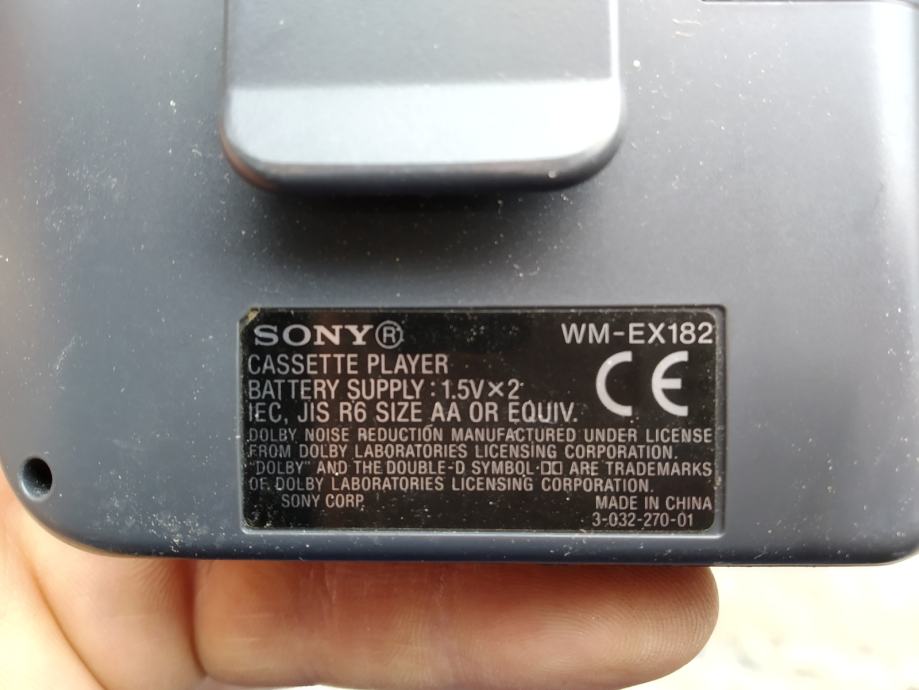 SONY® WM-EX182
CASSETTE PLAYER
BATTERY SUPPLY : 1.5V×2
IEC, JIS R6 SIZE AA OR EQUIV. CE
DOLBY NOISE REDUCTION MANUFACTURED UNDER LICENSE
FROM DOLBY LABORATORIES LICENSING CORPORATION.
"DOLBY" AND THE DOUBLE-D SYMBOL DD ARE TRADEMARKS
OF DOLBY LABORATORIES LICENSING CORPORATION.
SONY CORP. MADE IN CHINA
3-032-270-01